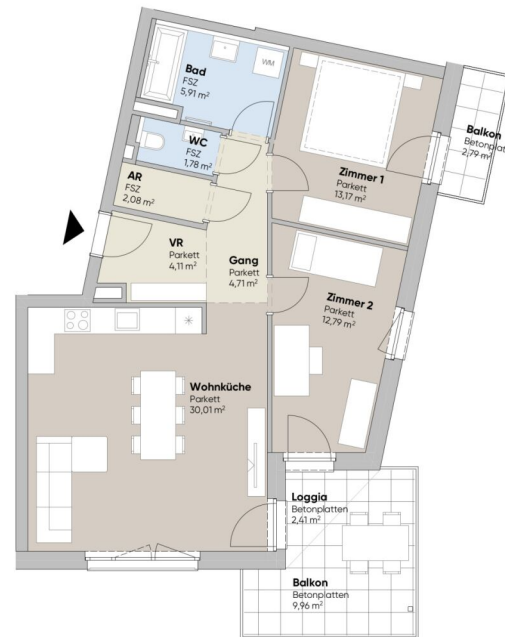 Bad
FSZ
5,91 m²
WM
WC
FSZ
1,78 m²
AR
FSZ
2,08 m²
VR
Parkett
4,11 m²
Gang
Parkett
4,71 m²
Zimmer 1
Parkett
13,17 m²
Balkon
Betonplatt
2,79 m²
Zimmer 2
Parkett
12,79 m²
Wohnküche
Parkett
30,01 m²
Loggia
Betonplatten
2,41 m²
Balkon
Betonplatten
9,96 m²